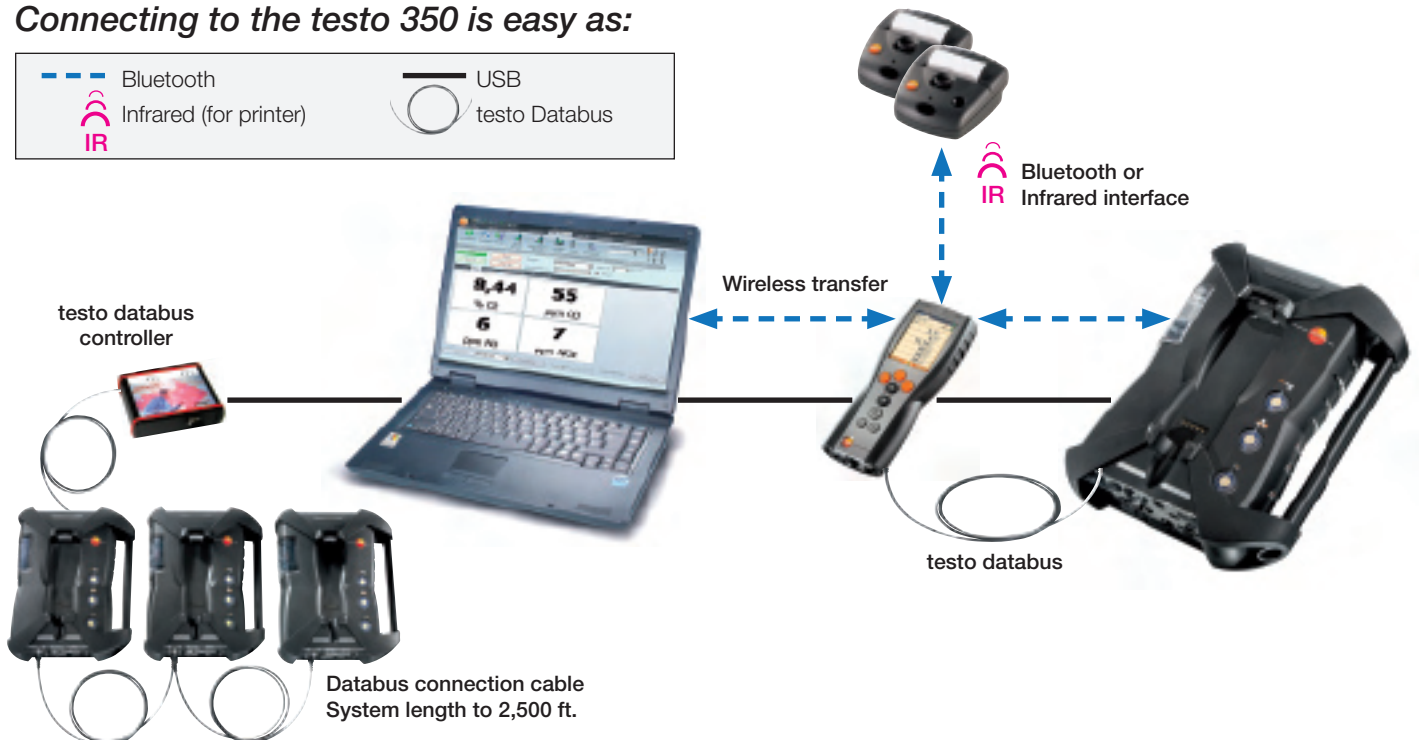 Connecting to the testo 350 is easy as:
Bluetooth
USB
Infrared (for printer)
testo Databus
IR
Bluetooth or
IR Infrared interface
Wireless transfer
testo databus
controller
8,44
55
6
7
testo databus
Databus connection cable
System length to 2,500 ft.